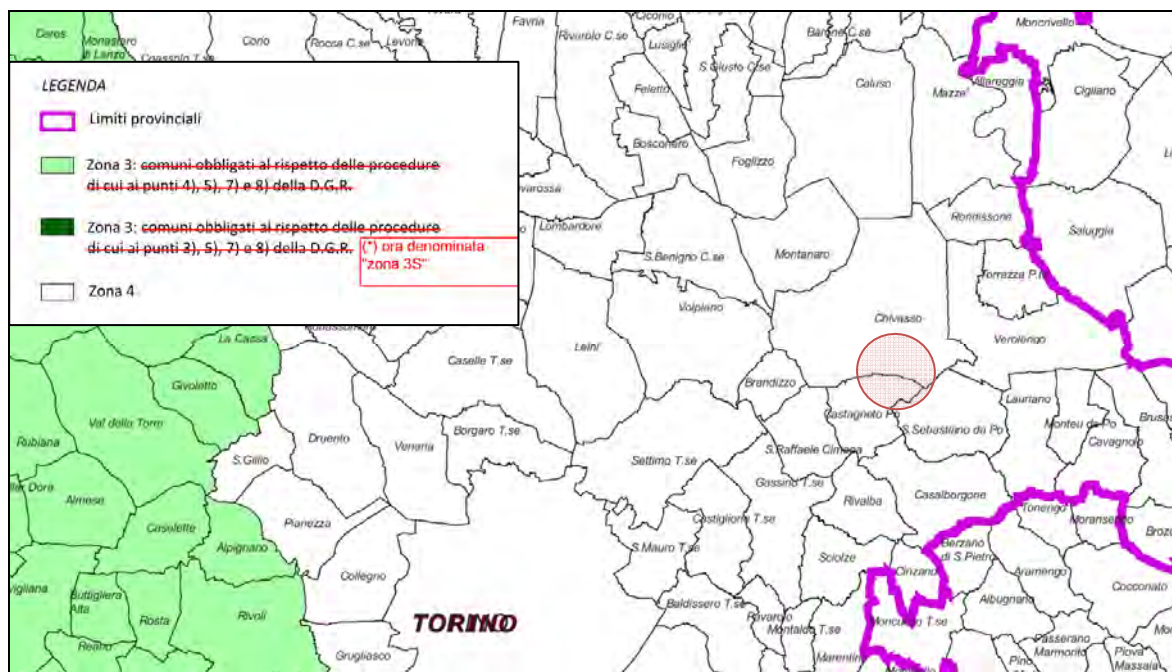 Ceres
Monastero
di Lanzo
Corio
Rocca C.se
Levone
Favria
Rivarolo C.se
Ciconio
Lusiglie
S.Giusto C.se
Barone C.se
Moncrivello
Feletto
Caluso
Mazze'
Villareggia
Cigliano
Bosconero
Foglizzo
LEGENDA
Limiti provinciali
Zona 3: comuni obbligati al rispetto delle procedure
di cui ai punti 4), 5), 7) e 8) della D.G.R.
Zona 3: comuni obbligati al rispetto delle procedure
di cui ai punti 3), 5), 7) e 8) della D.G.R.
(*) ora denominata
"zona 3S"
Zona 4
Lombardore
S.Benigno C.se
Montanaro
Rondissone
Saluggia
Torrazza P.te
Volpiano
Chivasso
Verolengo
La Cassa
Givoletto
Caselle T.se
Leinì
Brandizzo
Castagneto Po
Lauriano
Val della Torre
Rubiana
Druento
Venaria
Borgaro T.se
S.Sebastiano da Po
Monteu da Po
Cavagnolo
S.Gillio
Settimo T.se
S.Raffaele Cimena
Gassino T.se
Almese
Caselette
Pianezza
Rivalba
Casalborgone
Castiglione T.se
Tonengo
Moransengo
Alpignano
S.Mauro T.se
Sciolze
Cinzano
Berzano
di S.Pietro
Collegno
Aramengo
Cocconato
Buttigliera
Alta
Rosta
Rivoli
Baldissero T.se
Albugnano
TORINO
Pavarolo
Montaldo T.se
Moncucco T.se
Reano
Grugliasco
Marentino
Passerano
Marmorito
Pino
Piova
Massaia